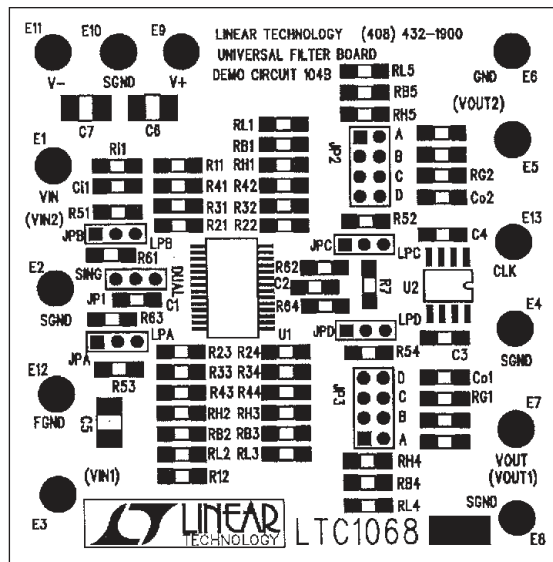 E11 E10 E9 LINEAR TECHNOLOGY (408) 432-1900
UNIVERSAL FILTER BOARD
DEMO CIRCUIT 104B
V- SGND V+
GND E6
RL5
RB5
RH5
(VOUT2)
C7 C6
RL1
RB1
RH1
JP2 A
B
C
D
E5
RG2
Co2
E1
VIN
(VIN2)
Ri1 R11
Ci1 R41 R42
R51 R31 R32
R21 R22
R52
E13
CLK
C4
JPB LPB
R61
JPC LPC
SING DUAL
R62
C2
R64
R7
U2
E2
SGND
JP1 C1
R63
U1
JPD LPD
E4
SGND
JPA LPA
R53
R54
C3
R23 R24
R33 R34
R43 R44
RH2 RH3
RB2 RB3
RL2 RL3
R12
JP3 D
C
B
A
Co1
RG1
E12
FGND
C5
E7
VOUT
(VOUT1)
RH4
RB4
RL4
(VIN1)
E3
SGND
E8
LT LINEAR
TECHNOLOGY
LTC1068